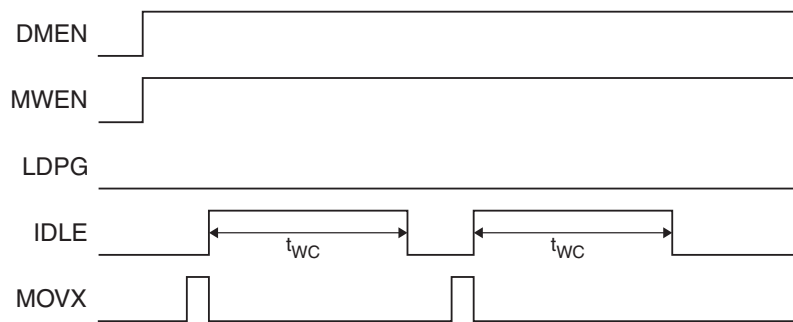 DMEN
MWEN
LDPG
IDLE
tWC
tWC
MOVX